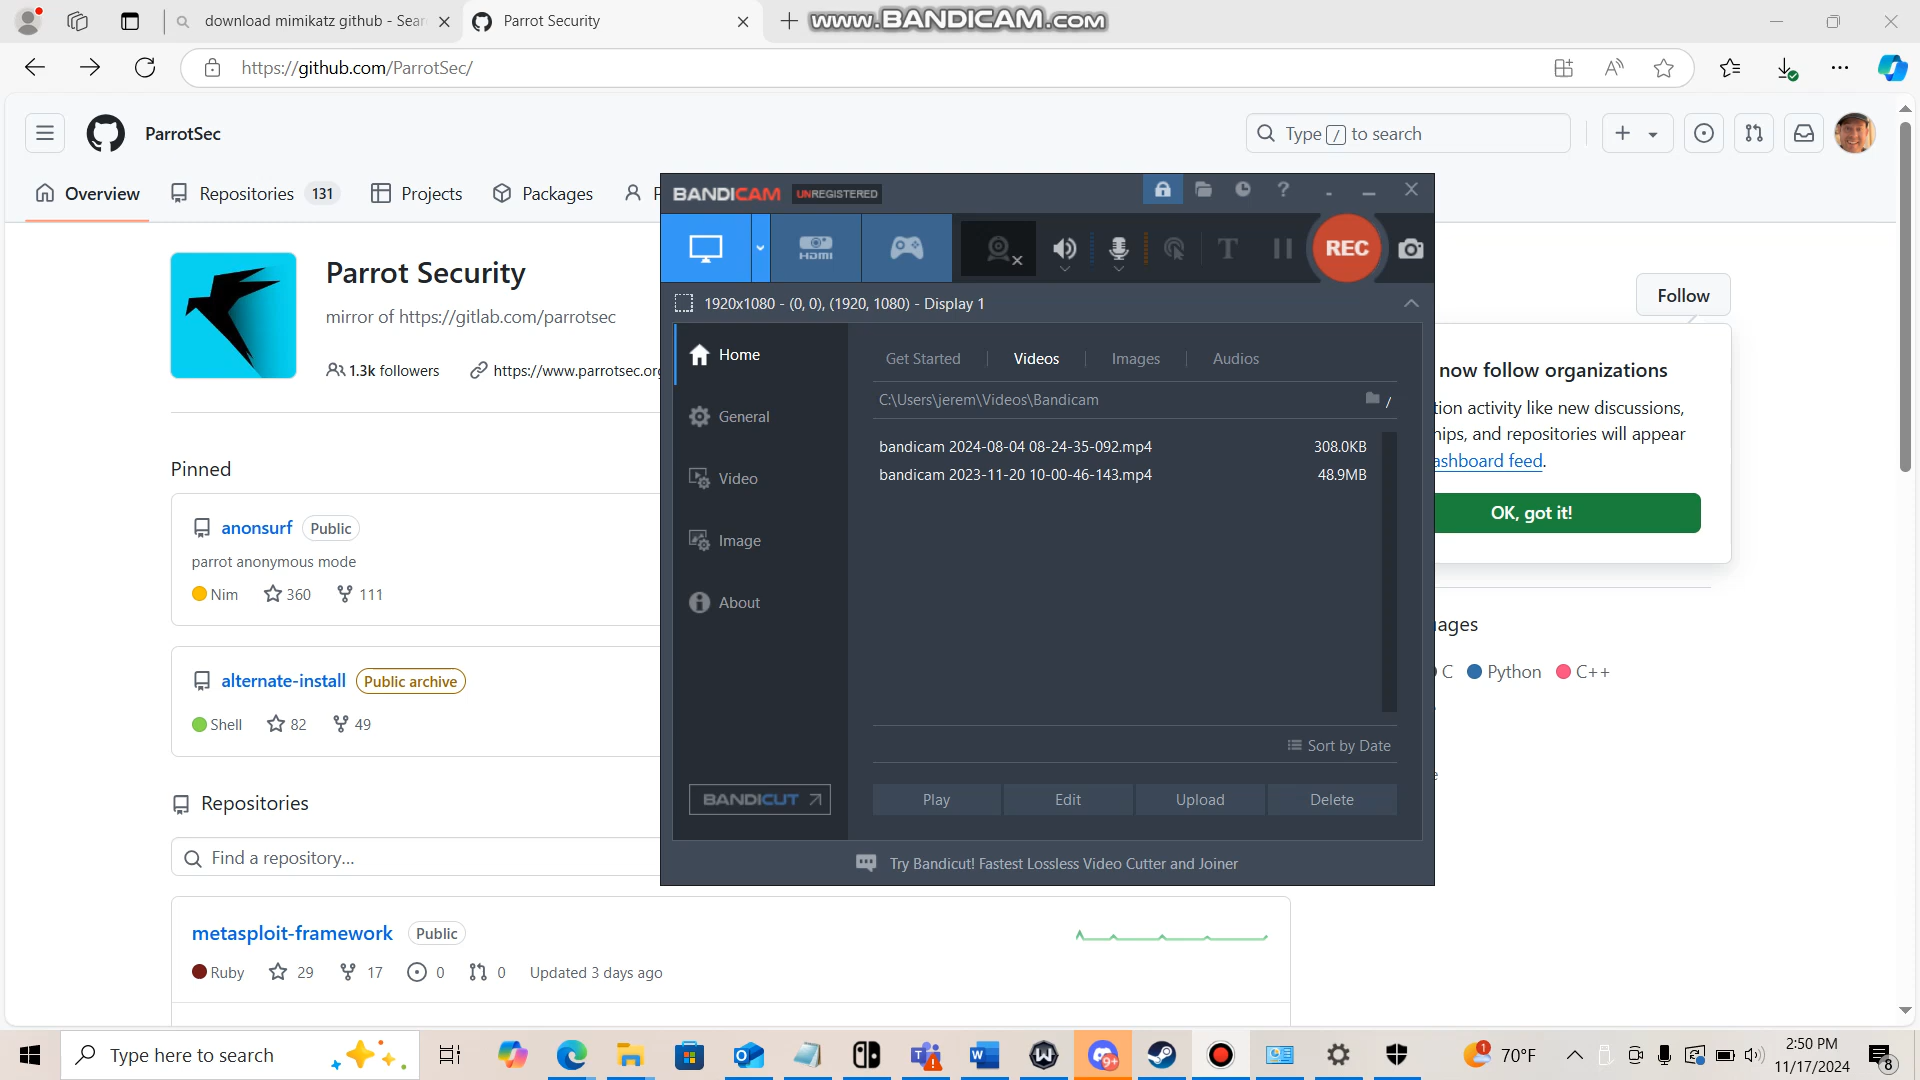 download mimikatz github - Sear
Parrot Security
www.BANDICAM.com
https://github.com/ParrotSec/
ParrotSec
Type / to search
Overview
Repositories 131
Projects
Packages
P
Parrot Security
mirror of https://gitlab.com/parrotsec
1.3k followers
https://www.parrotsec.org
Follow
now follow organizations
tion activity like new discussions,
hips, and repositories will appear
ashboard feed.
OK, got it!
Pinned
anonsurf Public
parrot anonymous mode
Nim 360 111
alternate-install Public archive
Shell 82 49
Repositories
Find a repository...
metasploit-framework Public
Ruby 29 17 0 0 Updated 3 days ago
uages
C Python C++
e
BANDICAM UNREGISTERED
HDMI
T
REC
1920x1080 - (0, 0), (1920, 1080) - Display 1
Home
General
Video
Image
About
BANDICUT
Get Started
Videos
Images
Audios
C:\Users\jerem\Videos\Bandicam
/
bandicam 2024-08-04 08-24-35-092.mp4 308.0KB
bandicam 2023-11-20 10-00-46-143.mp4 48.9MB
Sort by Date
Play
Edit
Upload
Delete
Try Bandicut! Fastest Lossless Video Cutter and Joiner
Type here to search
9+
1
70°F
2:50 PM
11/17/2024
8